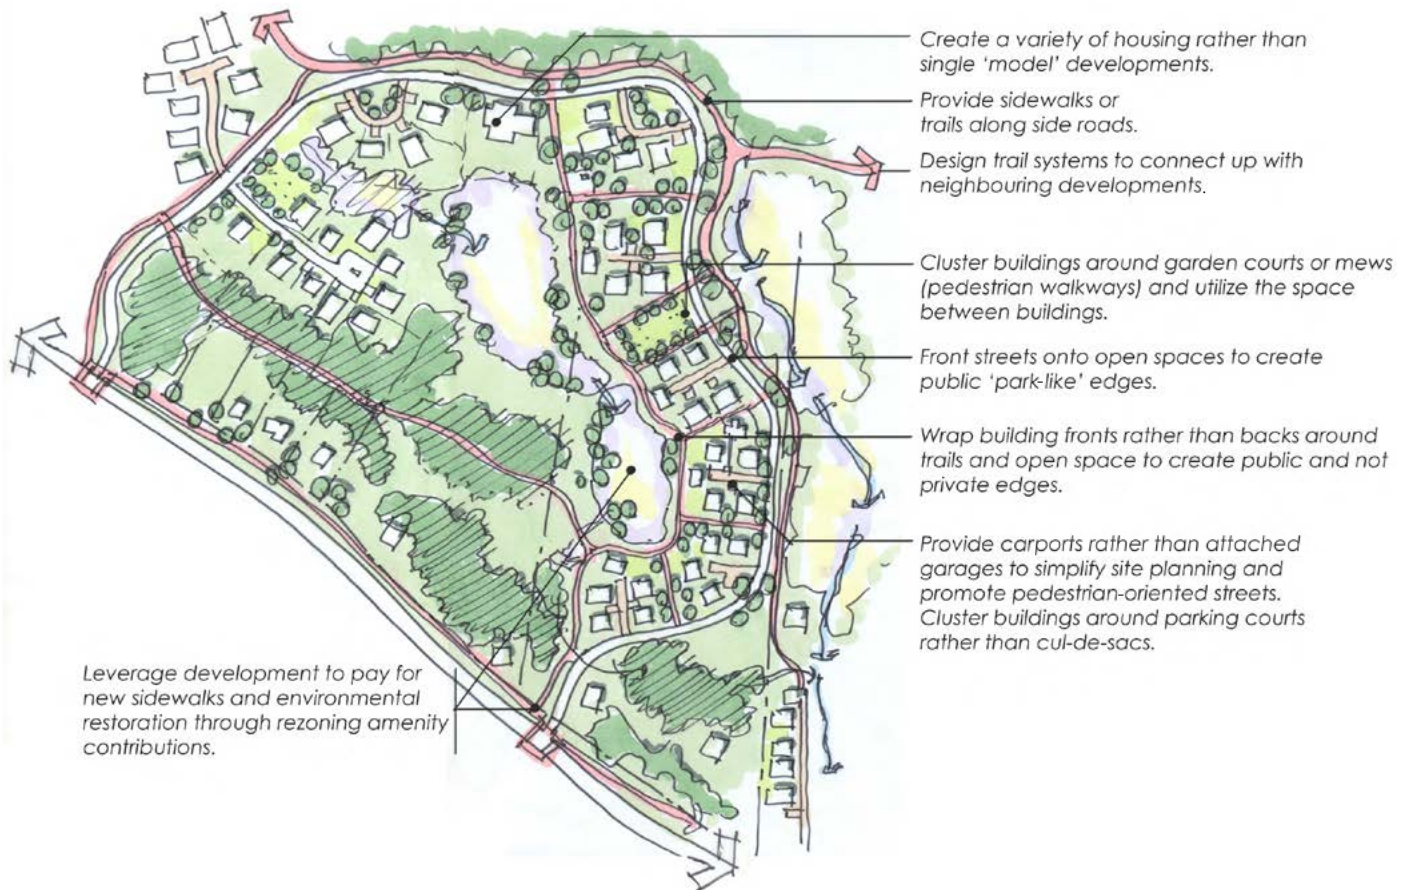 Create a variety of housing rather than
single ‘model’ developments.
Provide sidewalks or
trails along side roads.
Design trail systems to connect up with
neighbouring developments.
Cluster buildings around garden courts or mews
(pedestrian walkways) and utilize the space
between buildings.
Front streets onto open spaces to create
public ‘park-like’ edges.
Wrap building fronts rather than backs around
trails and open space to create public and not
private edges.
Provide carports rather than attached
garages to simplify site planning and
promote pedestrian-oriented streets.
Cluster buildings around parking courts
rather than cul-de-sacs.
Leverage development to pay for
new sidewalks and environmental
restoration through rezoning amenity
contributions.